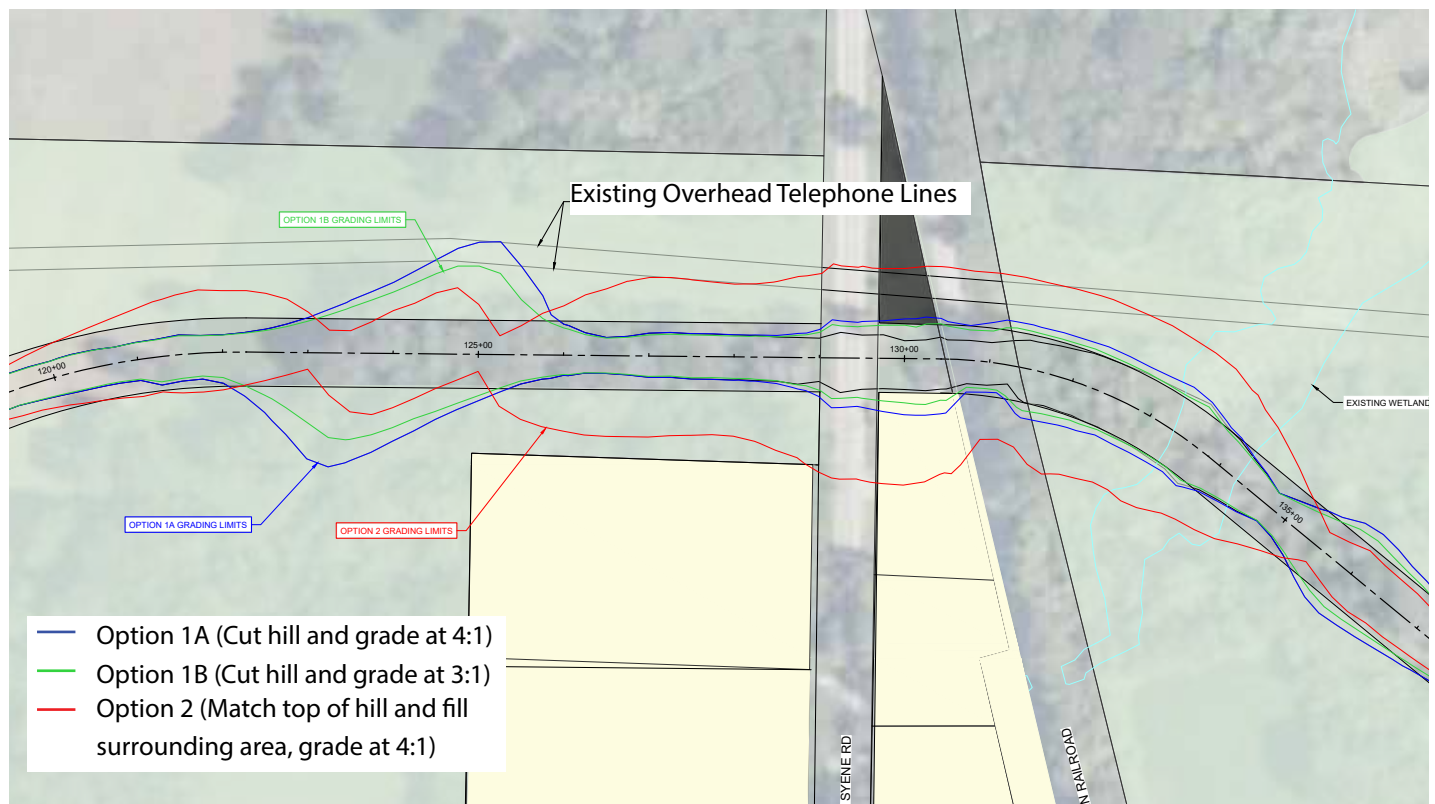 Existing Overhead Telephone Lines
OPTION 1B GRADING LIMITS
120+00
125+00
130+00
EXISTING WETLAND
135+00
OPTION 1A GRADING LIMITS
OPTION 2 GRADING LIMITS
Option 1A (Cut hill and grade at 4:1)
Option 1B (Cut hill and grade at 3:1)
Option 2 (Match top of hill and fill
surrounding area, grade at 4:1)
SYENE RD
N RAILROAD